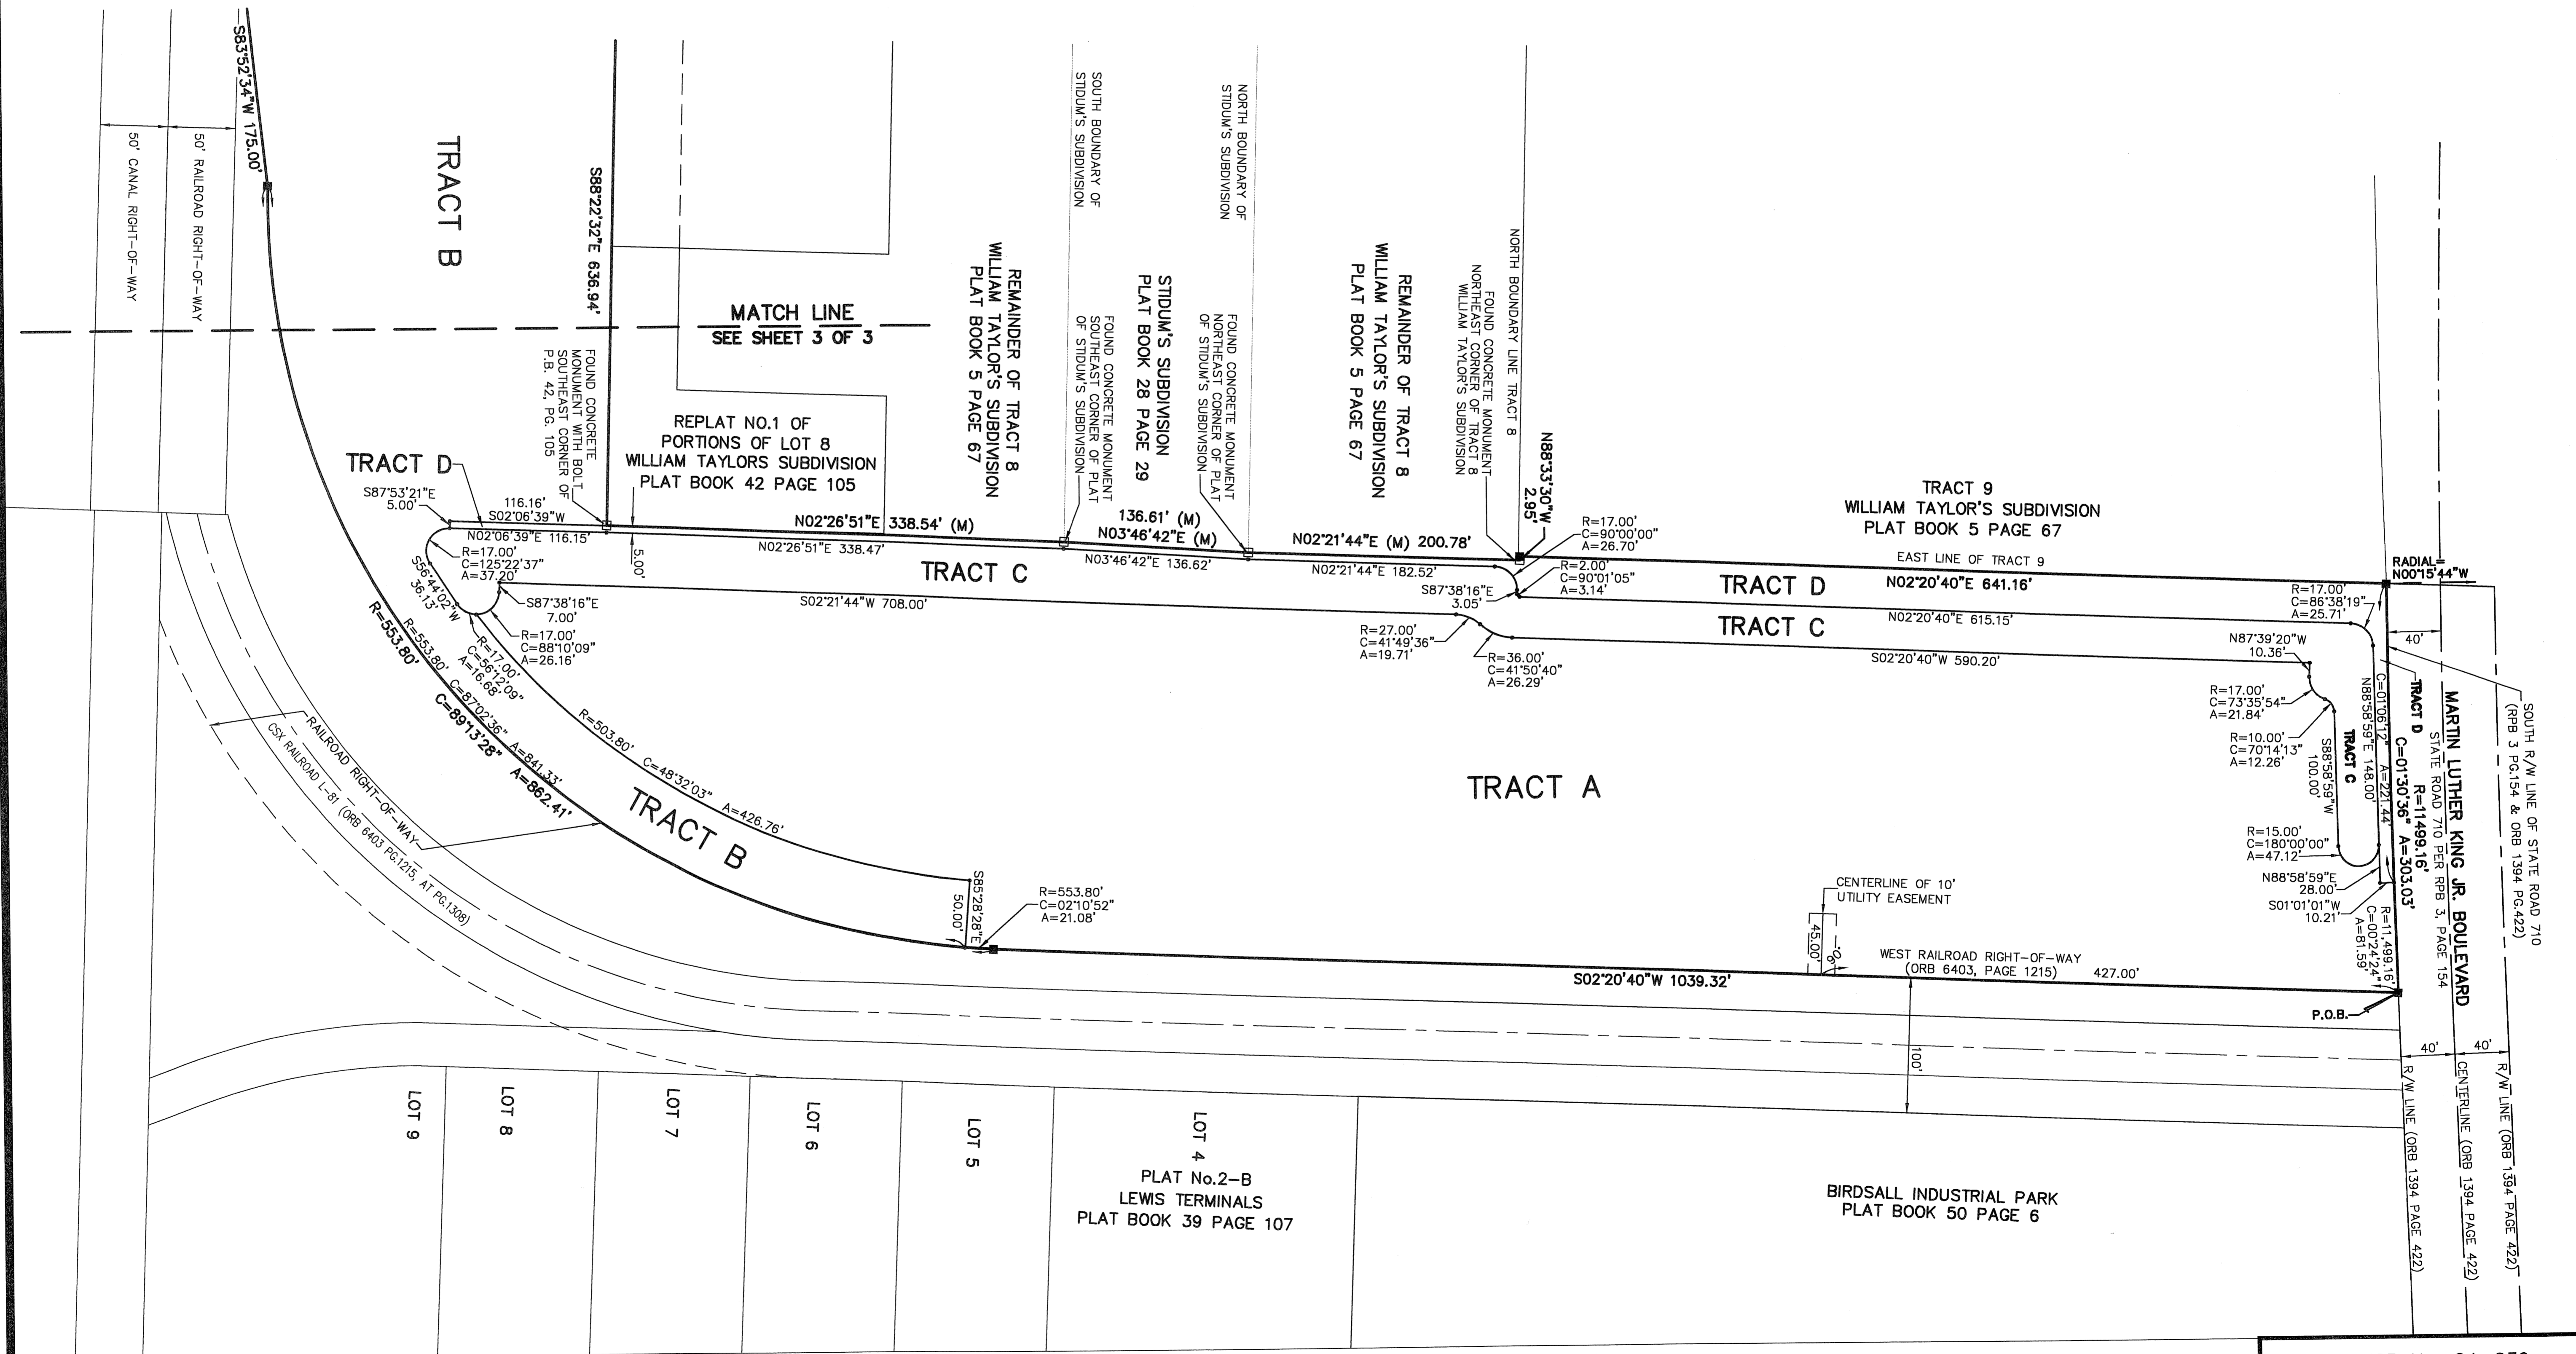 S83°52'34"W 175.00'
50' RAILROAD RIGHT-OF-WAY
50' CANAL RIGHT-OF-WAY
TRACT B
S88°22'32"E 636.94'
MATCH LINE
SEE SHEET 3 OF 3
SOUTH BOUNDARY OF
STIDUM'S SUBDIVISION
NORTH BOUNDARY OF
STIDUM'S SUBDIVISION
REMAINDER OF TRACT 8
WILLIAM TAYLOR'S SUBDIVISION
PLAT BOOK 5 PAGE 67
STIDUM'S SUBDIVISION
PLAT BOOK 28 PAGE 29
REMAINDER OF TRACT 8
WILLIAM TAYLOR'S SUBDIVISION
PLAT BOOK 5 PAGE 67
NORTH BOUNDARY LINE TRACT 8
FOUND CONCRETE MONUMENT
NORTHEAST CORNER OF TRACT 8
WILLIAM TAYLOR'S SUBDIVISION
FOUND CONCRETE MONUMENT
NORTHEAST CORNER OF PLAT
OF STIDUM'S SUBDIVISION
FOUND CONCRETE MONUMENT
SOUTHEAST CORNER OF PLAT
OF STIDUM'S SUBDIVISION
FOUND CONCRETE
MONUMENT WITH BOLT
SOUTHEAST CORNER OF
P.B. 42, PG. 105
REPLAT NO.1 OF
PORTIONS OF LOT 8
WILLIAM TAYLORS SUBDIVISION
PLAT BOOK 42 PAGE 105
TRACT D
S87°53'21"E
5.00'
116.16'
S02°06'39"W
N02°06'39"E 116.15'
R=17.00'
C=125°22'37"
A=37.20'
S56°44'02"W
36.13'
5.00'
N02°26'51"E 338.54' (M)
N02°26'51"E 338.47'
136.61' (M)
N03°46'42"E (M)
N03°46'42"E 136.62'
N02°21'44"E (M) 200.78'
N02°21'44"E 182.52'
N88°33'30"W
2.95'
R=17.00'
C=90°00'00"
A=26.70'
R=2.00'
C=90°01'05"
A=3.14'
S87°38'16"E
3.05'
TRACT C
S02°21'44"W 708.00'
S87°38'16"E
7.00'
R=17.00'
C=88°10'09"
A=26.16'
R=17.00'
C=56°12'09"
A=16.68'
R=27.00'
C=41°49'36"
A=19.71'
R=36.00'
C=41°50'40"
A=26.29'
TRACT 9
WILLIAM TAYLOR'S SUBDIVISION
PLAT BOOK 5 PAGE 67
EAST LINE OF TRACT 9
TRACT D
N02°20'40"E 641.16'
N02°20'40"E 615.15'
TRACT C
S02°20'40"W 590.20'
RADIAL=
N00°15'44"W
R=17.00'
C=86°38'19"
A=25.71'
40'
N87°39'20"W
10.36'
R=17.00'
C=73°35'54"
A=21.84'
R=10.00'
C=70°14'13"
A=12.26'
S88°58'59"W
100.00'
TRACT C
N88°58'59"E 148.00'
C=01°06'12" A=221.44'
TRACT D
R=11499.16'
C=01°30'36" A=303.03'
STATE ROAD 710 PER RPB 3, PAGE 154
MARTIN LUTHER KING JR. BOULEVARD
SOUTH R/W LINE OF STATE ROAD 710
(RPB 3 PG.154 & ORB 1394 PG.422)
R=15.00'
C=180°00'00"
A=47.12'
N88°58'59"E
28.00'
S01°01'01"W
10.21'
R=11,499.16'
C=00°24'24"
A=81.59'
P.O.B.
TRACT A
R=553.80' C=89°13'28" A=862.41'
R=553.80' C=87°02'36" A=841.33'
R=503.80' C=48°32'03" A=426.76'
TRACT B
RAILROAD RIGHT-OF-WAY
CSX RAILROAD L-81 (ORB 6403 PG.1215, AT PG.1308)
S85°28'28"E
50.00'
R=553.80'
C=02°10'52"
A=21.08'
CENTERLINE OF 10'
UTILITY EASEMENT
45.00'
WEST RAILROAD RIGHT-OF-WAY
(ORB 6403, PAGE 1215) 427.00'
S02°20'40"W 1039.32'
100'
40'
40'
R/W LINE (ORB 1394 PAGE 422)
CENTERLINE (ORB 1394 PAGE 422)
R/W LINE (ORB 1394 PAGE 422)
LOT 9
LOT 8
LOT 7
LOT 6
LOT 5
LOT 4
PLAT No.2-B
LEWIS TERMINALS
PLAT BOOK 39 PAGE 107
BIRDSALL INDUSTRIAL PARK
PLAT BOOK 50 PAGE 6